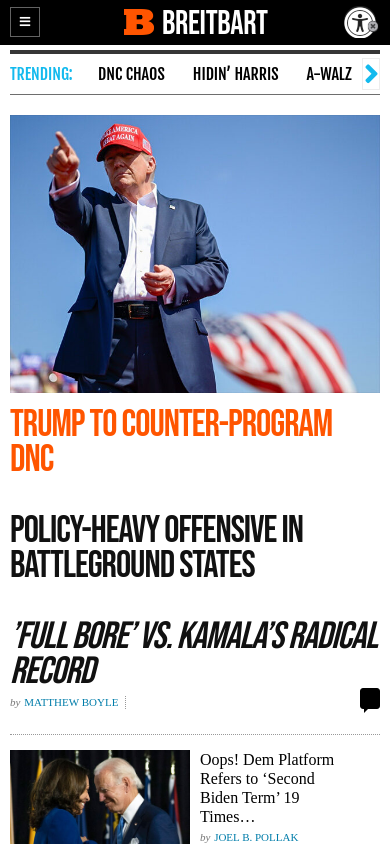 BREITBART
TRENDING:
DNC CHAOS
HIDIN’ HARRIS
A-WALZ
MAKE AMERICA
GREAT AGAIN
TRUMP TO COUNTER-PROGRAM
DNC
POLICY-HEAVY OFFENSIVE IN
BATTLEGROUND STATES
’FULL BORE’ VS. KAMALA’S RADICAL
RECORD
by MATTHEW BOYLE
Oops! Dem Platform
Refers to ‘Second
Biden Term’ 19
Times…
by JOEL B. POLLAK